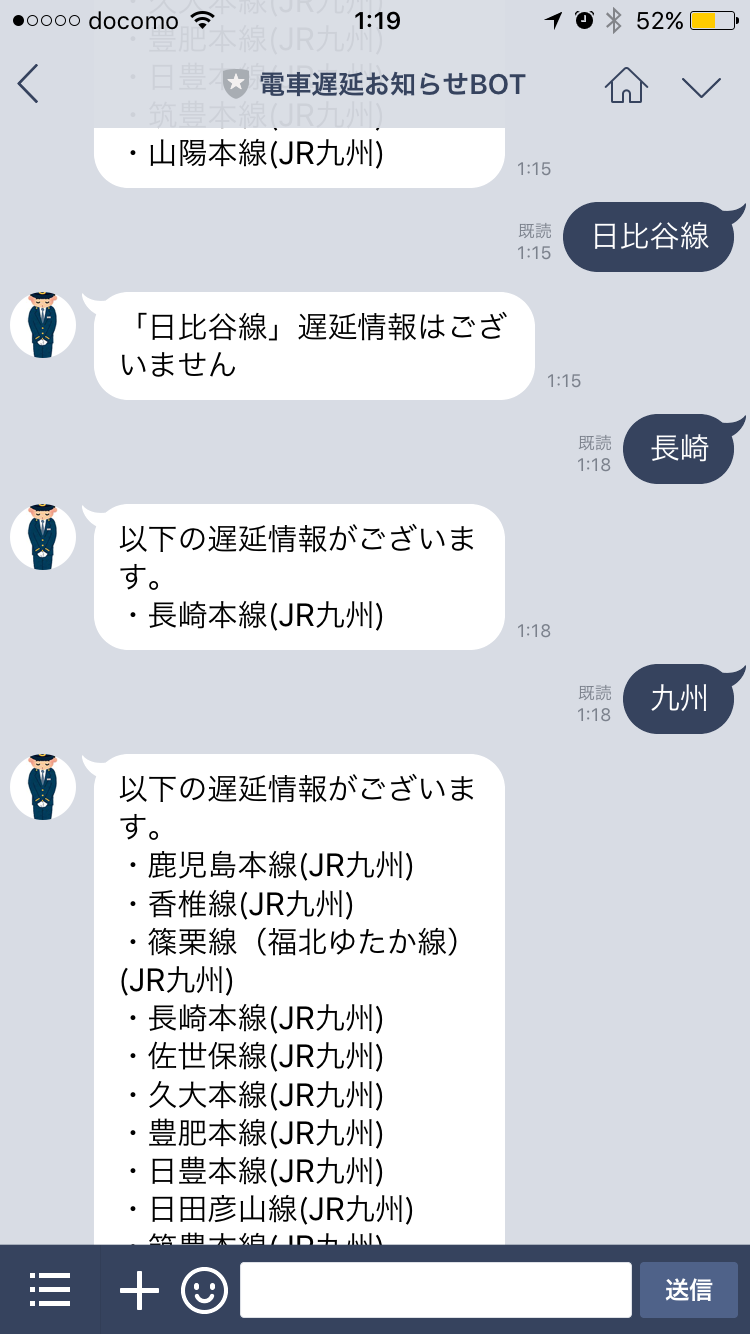 docomo 1:19 52%
豊肥本線(JR九州)
電車遅延お知らせBOT
筑豊本線(JR九州)
・山陽本線(JR九州)
1:15
既読
1:15
日比谷線
「日比谷線」遅延情報はござ
いません
1:15
既読
1:18
長崎
以下の遅延情報がございま
す。
・長崎本線(JR九州)
1:18
既読
1:18
九州
以下の遅延情報がございま
す。
・鹿児島本線(JR九州)
・香椎線(JR九州)
・篠栗線（福北ゆたか線）
(JR九州)
・長崎本線(JR九州)
・佐世保線(JR九州)
・久大本線(JR九州)
・豊肥本線(JR九州)
・日豊本線(JR九州)
・日田彦山線(JR九州)
・筑豊本線(JR九州)
送信